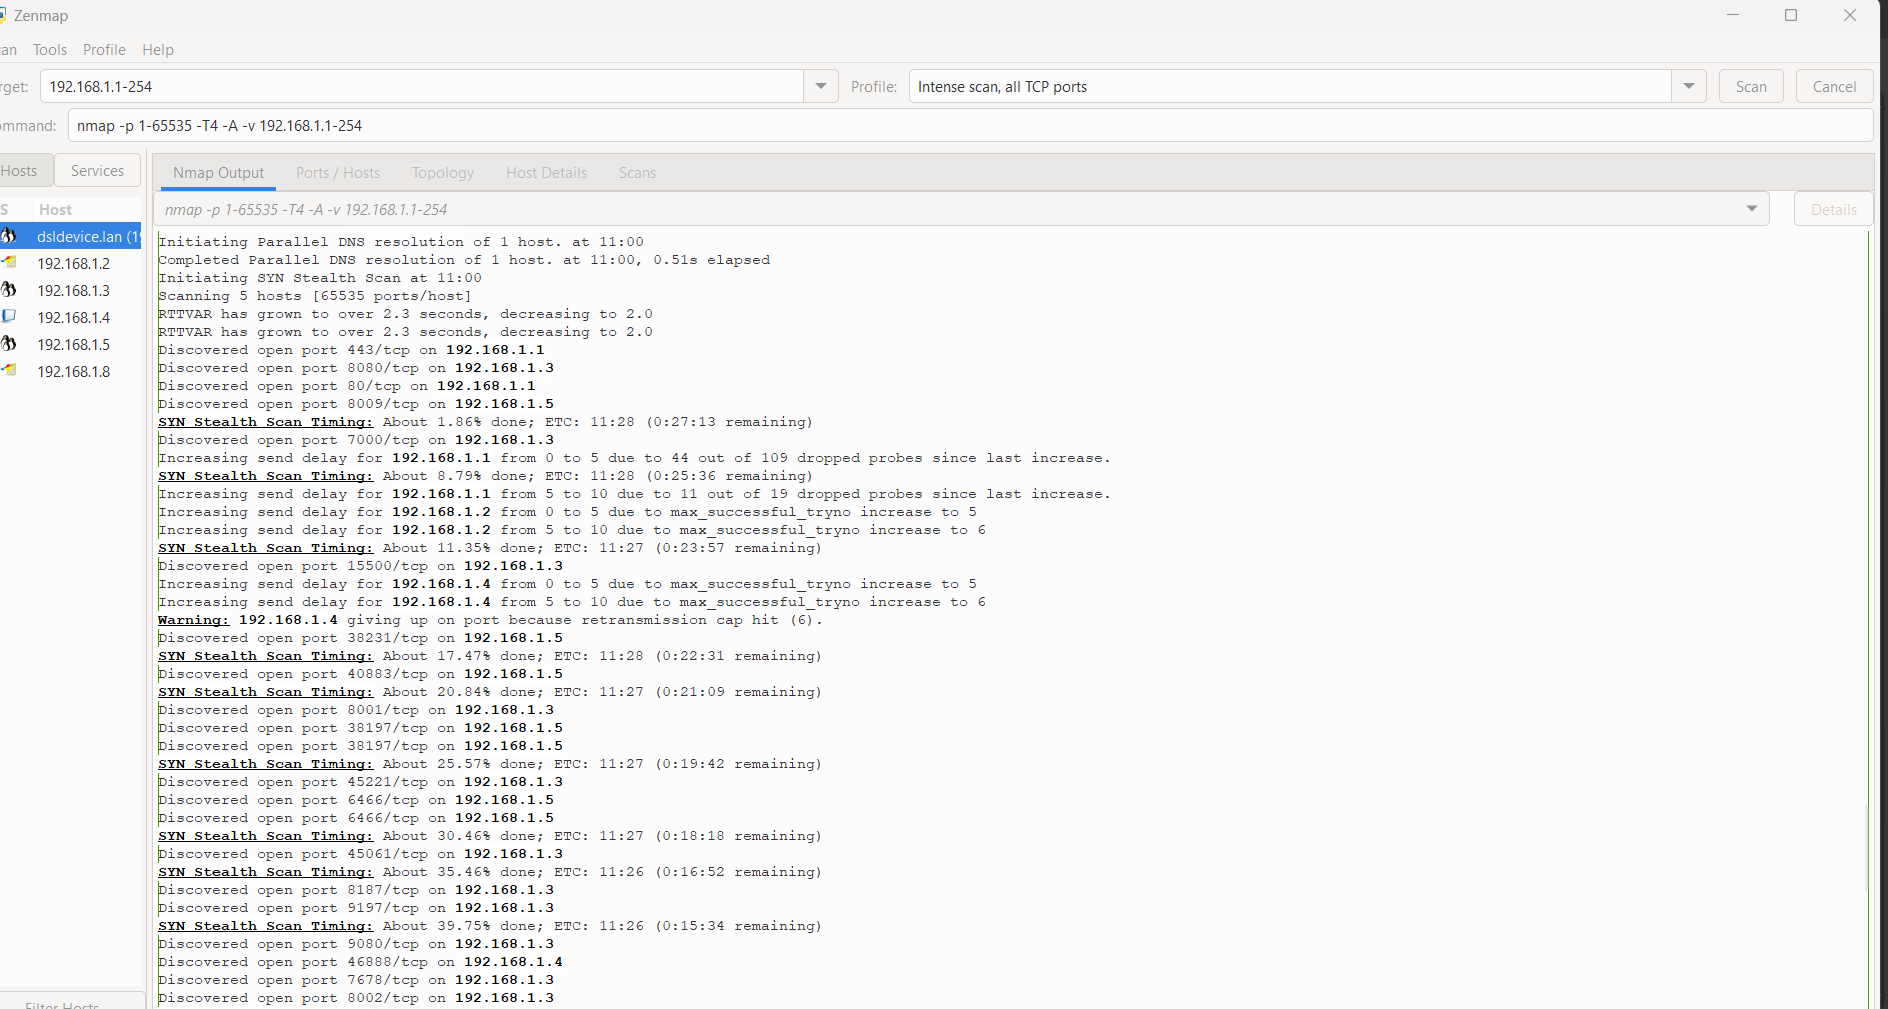 Zenmap
an Tools Profile Help
rget: 192.168.1.1-254 Profile: Intense scan, all TCP ports Scan Cancel
ommand: nmap -p 1-65535 -T4 -A -v 192.168.1.1-254
Hosts Services
Nmap Output Ports / Hosts Topology Host Details Scans
S Host
dsldevice.lan (19
192.168.1.2
192.168.1.3
192.168.1.4
192.168.1.5
192.168.1.8
Filter Hosts
nmap -p 1-65535 -T4 -A -v 192.168.1.1-254 Details
Initiating Parallel DNS resolution of 1 host. at 11:00
Completed Parallel DNS resolution of 1 host. at 11:00, 0.51s elapsed
Initiating SYN Stealth Scan at 11:00
Scanning 5 hosts [65535 ports/host]
RTTVAR has grown to over 2.3 seconds, decreasing to 2.0
RTTVAR has grown to over 2.3 seconds, decreasing to 2.0
Discovered open port 443/tcp on 192.168.1.1
Discovered open port 8080/tcp on 192.168.1.3
Discovered open port 80/tcp on 192.168.1.1
Discovered open port 8009/tcp on 192.168.1.5
SYN Stealth Scan Timing: About 1.86% done; ETC: 11:28 (0:27:13 remaining)
Discovered open port 7000/tcp on 192.168.1.3
Increasing send delay for 192.168.1.1 from 0 to 5 due to 44 out of 109 dropped probes since last increase.
SYN Stealth Scan Timing: About 8.79% done; ETC: 11:28 (0:25:36 remaining)
Increasing send delay for 192.168.1.1 from 5 to 10 due to 11 out of 19 dropped probes since last increase.
Increasing send delay for 192.168.1.2 from 0 to 5 due to max_successful_tryno increase to 5
Increasing send delay for 192.168.1.2 from 5 to 10 due to max_successful_tryno increase to 6
SYN Stealth Scan Timing: About 11.35% done; ETC: 11:27 (0:23:57 remaining)
Discovered open port 15500/tcp on 192.168.1.3
Increasing send delay for 192.168.1.4 from 0 to 5 due to max_successful_tryno increase to 5
Increasing send delay for 192.168.1.4 from 5 to 10 due to max_successful_tryno increase to 6
Warning: 192.168.1.4 giving up on port because retransmission cap hit (6).
Discovered open port 38231/tcp on 192.168.1.5
SYN Stealth Scan Timing: About 17.47% done; ETC: 11:28 (0:22:31 remaining)
Discovered open port 40883/tcp on 192.168.1.5
SYN Stealth Scan Timing: About 20.84% done; ETC: 11:27 (0:21:09 remaining)
Discovered open port 8001/tcp on 192.168.1.3
Discovered open port 38197/tcp on 192.168.1.5
Discovered open port 38197/tcp on 192.168.1.5
SYN Stealth Scan Timing: About 25.57% done; ETC: 11:27 (0:19:42 remaining)
Discovered open port 45221/tcp on 192.168.1.3
Discovered open port 6466/tcp on 192.168.1.5
Discovered open port 6466/tcp on 192.168.1.5
SYN Stealth Scan Timing: About 30.46% done; ETC: 11:27 (0:18:18 remaining)
Discovered open port 45061/tcp on 192.168.1.3
SYN Stealth Scan Timing: About 35.46% done; ETC: 11:26 (0:16:52 remaining)
Discovered open port 8187/tcp on 192.168.1.3
Discovered open port 9197/tcp on 192.168.1.3
SYN Stealth Scan Timing: About 39.75% done; ETC: 11:26 (0:15:34 remaining)
Discovered open port 9080/tcp on 192.168.1.3
Discovered open port 46888/tcp on 192.168.1.4
Discovered open port 7678/tcp on 192.168.1.3
Discovered open port 8002/tcp on 192.168.1.3